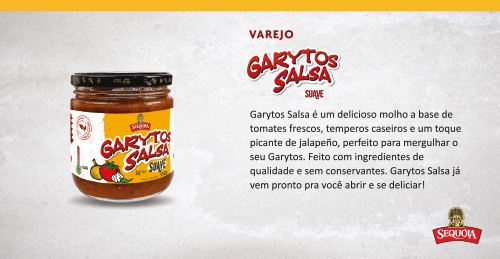 VAREJO
GARYTOS
SALSA
SUAVE
Garytos Salsa é um delicioso molho a base de
tomates frescos, temperos caseiros e um toque
picante de jalapeño, perfeito para mergulhar o
seu Garytos. Feito com ingredientes de
qualidade e sem conservantes. Garytos Salsa já
vem pronto pra você abrir e se deliciar!
SEQUOIA
GARYTOS
SALSA
SUAVE
SEQUOIA